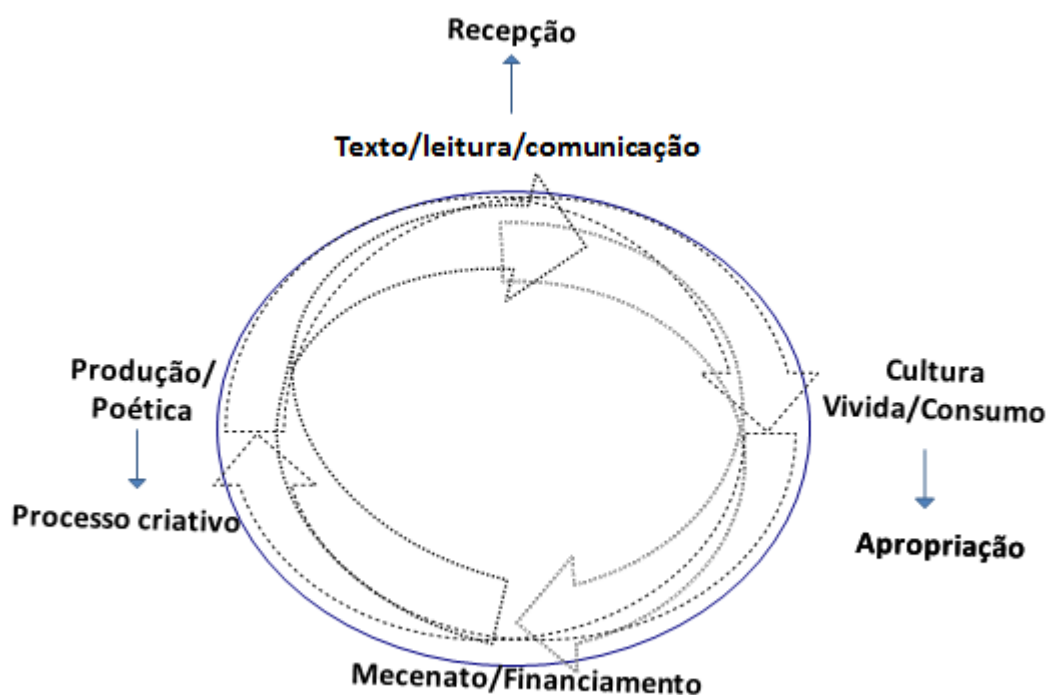 Recepção
Texto/leitura/comunicação
Produção/
Poética
Cultura
Vivida/Consumo
Processo criativo
Apropriação
Mecenato/Financiamento